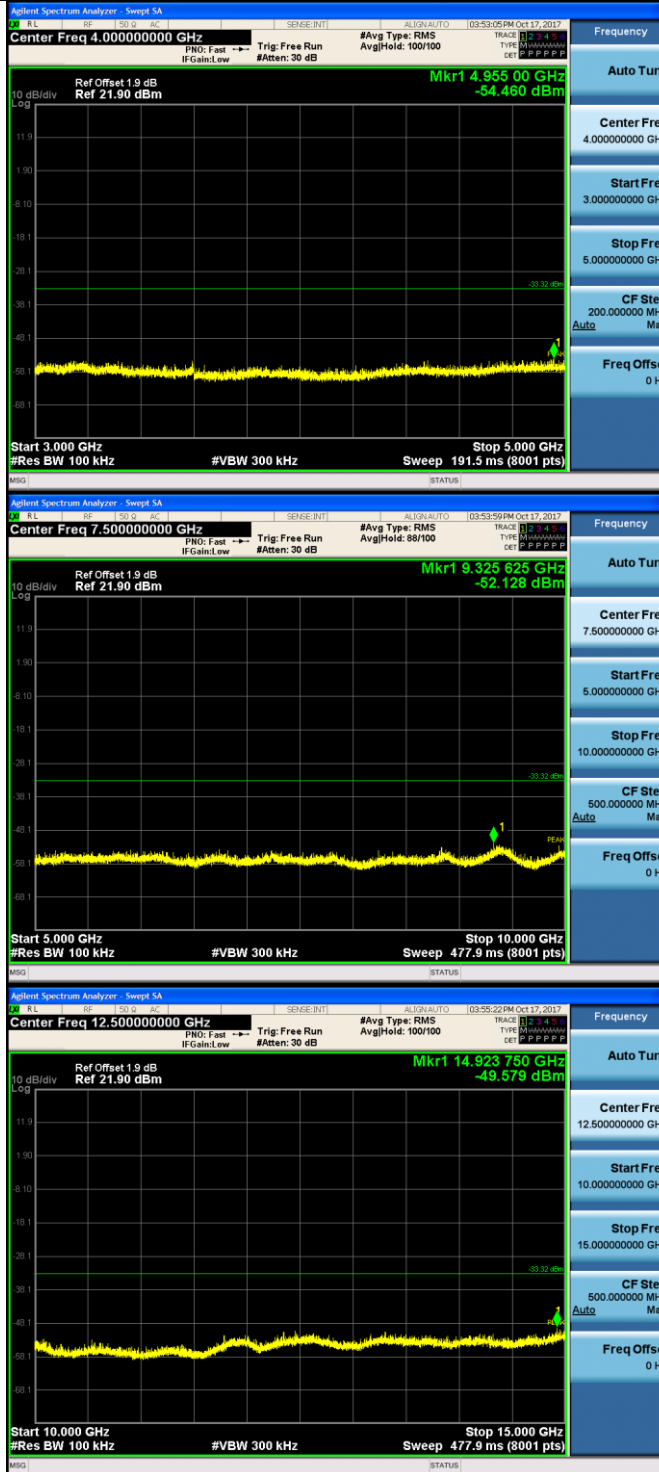 Agilent Spectrum Analyzer - Swept SA
RL RF 50 Ω AC SENSE:INT ALIGNAUTO 03:53:05 PM Oct 17, 2017
Center Freq 4.000000000 GHz #Avg Type: RMS TRACE 1 2 3 4 5 6 Frequency
PNO: Fast Trig: Free Run Avg|Hold: 100/100 TYPE M
IFGain:Low #Atten: 30 dB DET P P P P P P
Auto Tun
Mkr1 4.955 00 GHz
Ref Offset 1.9 dB
10 dB/div Ref 21.90 dBm -54.460 dBm
Log
Center Fre
4.000000000 GH
11.9
1.90
Start Fre
3.000000000 GH
-8.10
-18.1
Stop Fre
5.000000000 GH
-28.1
-33.32 dBm
CF Ste
200.000000 MH
-38.1
Auto Ma
-48.1
1
Freq Offse
0 H
-58.1
-68.1
Start 3.000 GHz Stop 5.000 GHz
#Res BW 100 kHz #VBW 300 kHz Sweep 191.5 ms (8001 pts)
MSG STATUS
Agilent Spectrum Analyzer - Swept SA
RL RF 50 Ω AC SENSE:INT ALIGNAUTO 03:53:59 PM Oct 17, 2017
Center Freq 7.500000000 GHz #Avg Type: RMS TRACE 1 2 3 4 5 6 Frequency
PNO: Fast Trig: Free Run Avg|Hold: 88/100 TYPE M
IFGain:Low #Atten: 30 dB DET P P P P P P
Auto Tun
Mkr1 9.325 625 GHz
Ref Offset 1.9 dB
10 dB/div Ref 21.90 dBm -52.128 dBm
Log
Center Fre
7.500000000 GH
11.9
1.90
Start Fre
5.000000000 GH
-8.10
-18.1
Stop Fre
10.000000000 GH
-28.1
-33.32 dBm
CF Ste
500.000000 MH
-38.1
Auto Ma
-48.1
1
PEAK
Freq Offse
0 H
-58.1
-68.1
Start 5.000 GHz Stop 10.000 GHz
#Res BW 100 kHz #VBW 300 kHz Sweep 477.9 ms (8001 pts)
MSG STATUS
Agilent Spectrum Analyzer - Swept SA
RL RF 50 Ω AC SENSE:INT ALIGNAUTO 03:55:22 PM Oct 17, 2017
Center Freq 12.500000000 GHz #Avg Type: RMS TRACE 1 2 3 4 5 6 Frequency
PNO: Fast Trig: Free Run Avg|Hold: 100/100 TYPE M
IFGain:Low #Atten: 30 dB DET P P P P P P
Auto Tun
Mkr1 14.923 750 GHz
Ref Offset 1.9 dB
10 dB/div Ref 21.90 dBm -49.579 dBm
Log
Center Fre
12.500000000 GH
11.9
1.90
Start Fre
10.000000000 GH
-8.10
-18.1
Stop Fre
15.000000000 GH
-28.1
-33.32 dBm
CF Ste
500.000000 MH
-38.1
Auto Ma
1
-48.1
Freq Offse
0 H
-58.1
-68.1
Start 10.000 GHz Stop 15.000 GHz
#Res BW 100 kHz #VBW 300 kHz Sweep 477.9 ms (8001 pts)
MSG STATUS